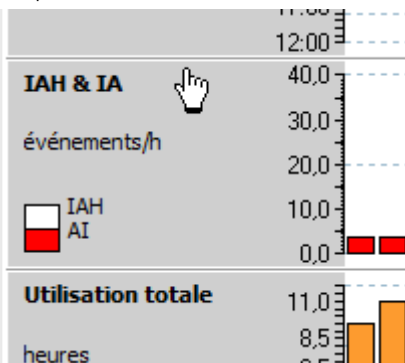 12:00
IAH & IA
40,0
30,0
événements/h
20,0
IAH
10,0
AI
0,0
Utilisation totale
11,0
8,5
heures